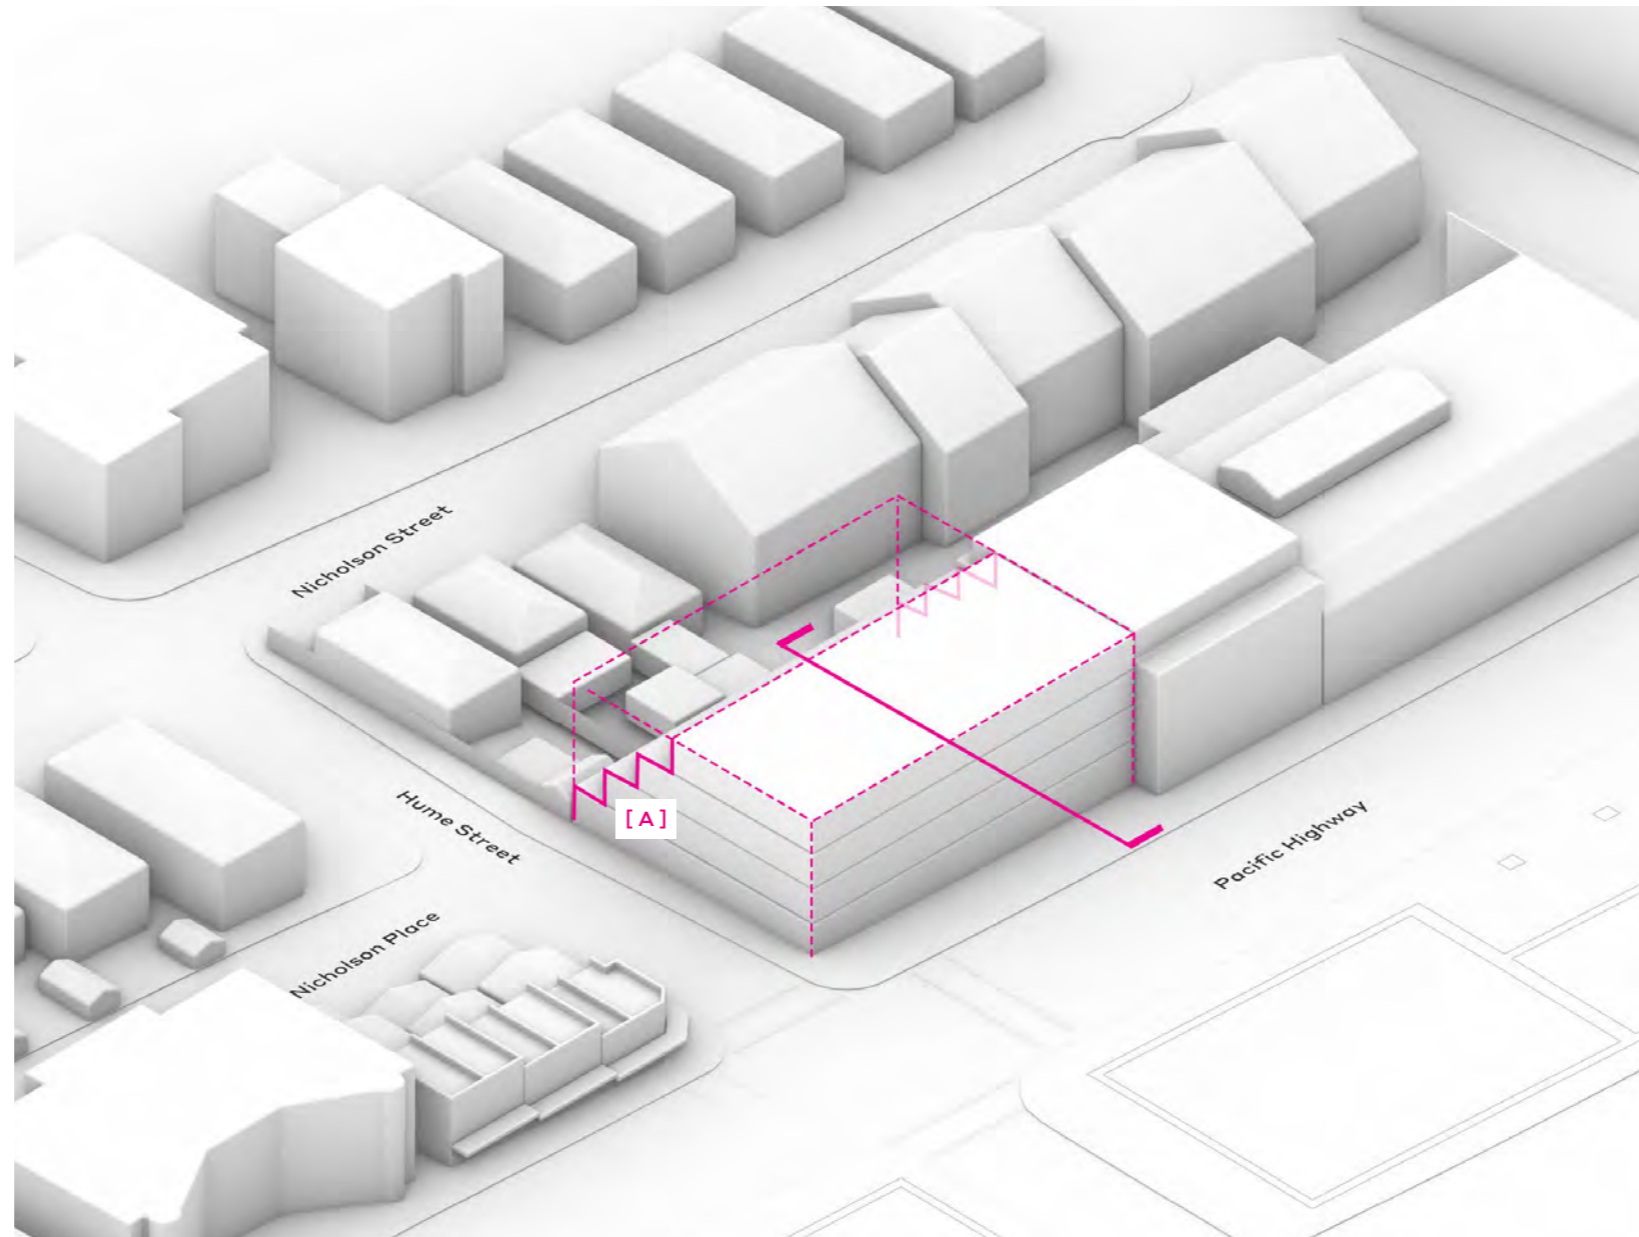 Nicholson Street
[A]
Hume Street
Pacific Highway
Nicholson Place